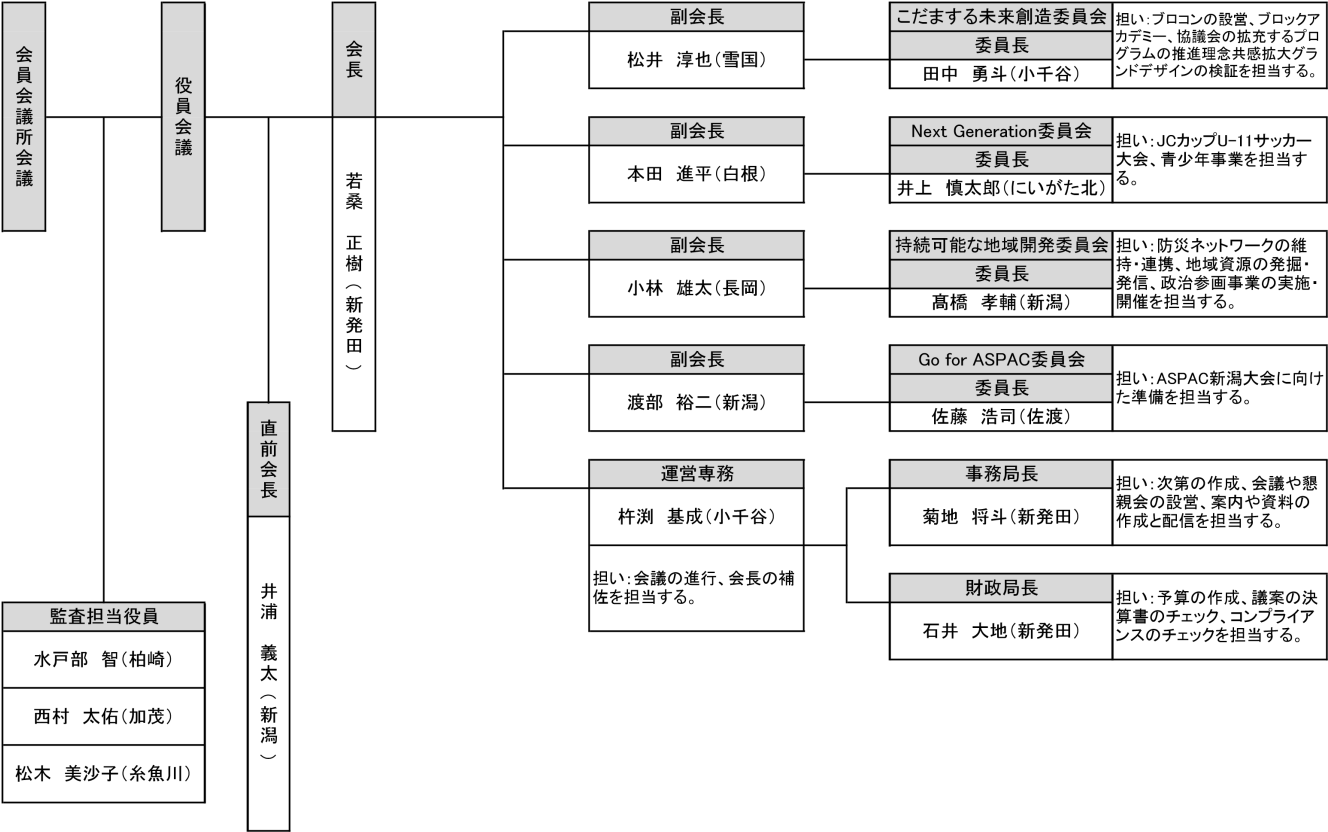 会員会議所会議
役員会議
会長
若桑　正樹（新発田）
直前会長
井浦　義太（新潟）
監査担当役員
水戸部　智（柏崎）
西村　太佑（加茂）
松木　美沙子（糸魚川）
副会長
松井　淳也（雪国）
こだまする未来創造委員会
委員長
田中　勇斗（小千谷）
担い：ブロコンの設営、ブロックア
カデミー、協議会の拡充するプロ
グラムの推進理念共感拡大グラ
ンドデザインの検証を担当する。
副会長
本田　進平（白根）
Next Generation委員会
委員長
井上　慎太郎（にいがた北）
担い：JCカップU-11サッカー
大会、青少年事業を担当す
る。
副会長
小林　雄太（長岡）
持続可能な地域開発委員会
委員長
髙橋　孝輔（新潟）
担い：防災ネットワークの維
持・連携、地域資源の発掘・
発信、政治参画事業の実施・
開催を担当する。
副会長
渡部　裕二（新潟）
Go for ASPAC委員会
委員長
佐藤　浩司（佐渡）
担い：ASPAC新潟大会に向け
た準備を担当する。
運営専務
杵渕　基成（小千谷）
担い：会議の進行、会長の補
佐を担当する。
事務局長
菊地　将斗（新発田）
担い：次第の作成、会議や懇
親会の設営、案内や資料の
作成と配信を担当する。
財政局長
石井　大地（新発田）
担い：予算の作成、議案の決
算書のチェック、コンプライア
ンスのチェックを担当する。